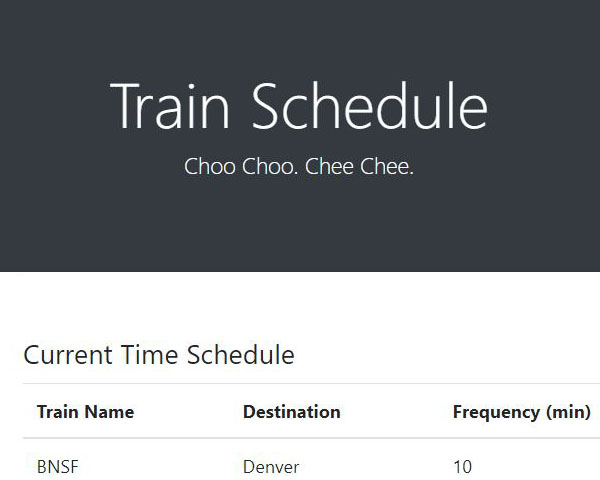 Train Schedule
Choo Choo. Chee Chee.
Current Time Schedule
Train Name Destination Frequency (min)
BNSF Denver 10